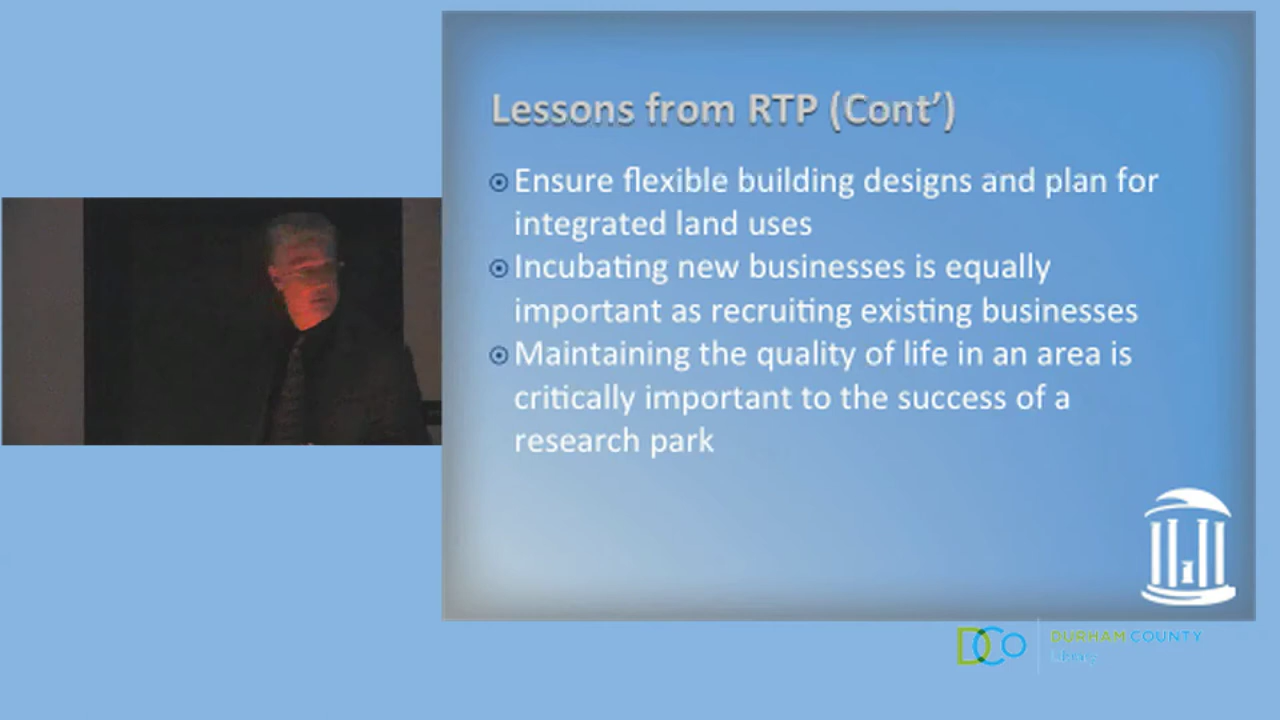 Lessons from RTP (Cont’)
Ensure flexible building designs and plan for
integrated land uses
Incubating new businesses is equally
important as recruiting existing businesses
Maintaining the quality of life in an area is
critically important to the success of a
research park
DCo
DURHAM COUNTY
Library